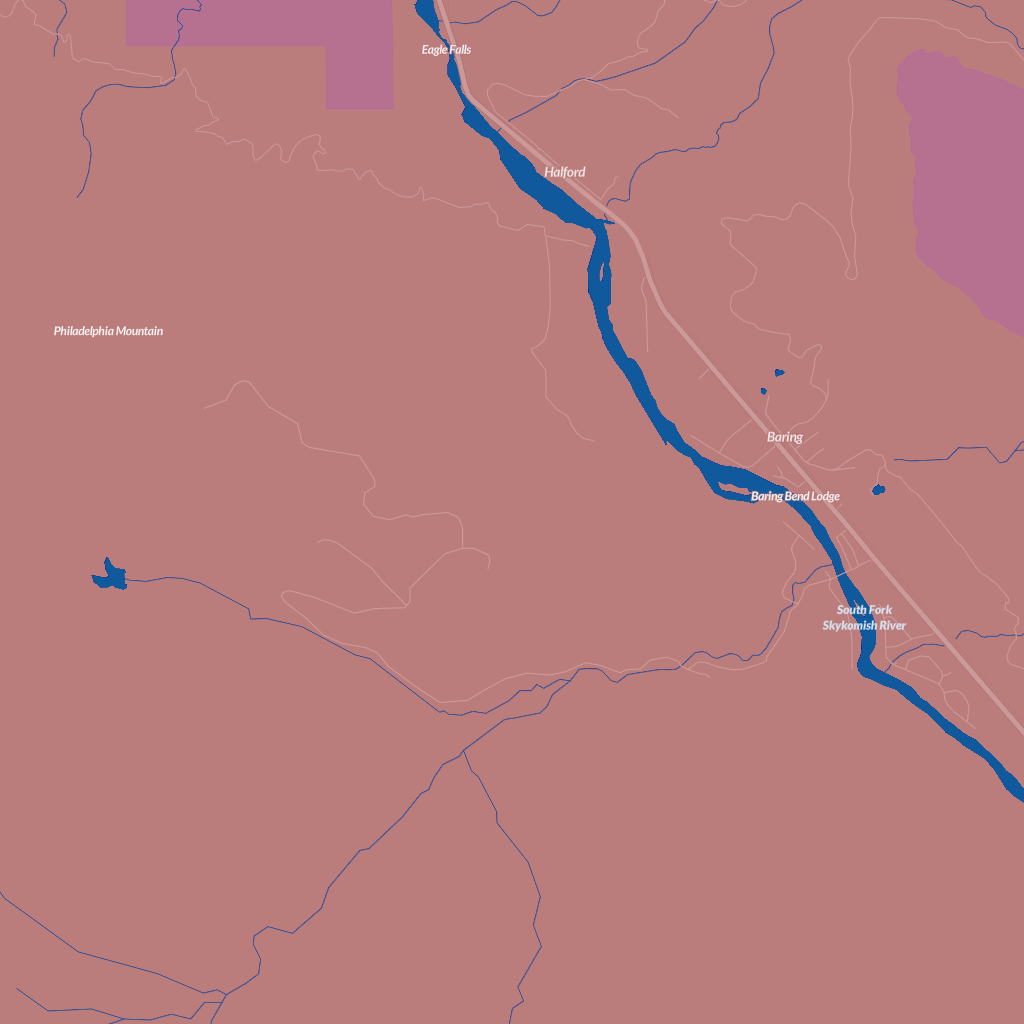 Eagle Falls
Halford
Philadelphia Mountain
Baring
Baring Bend Lodge
South Fork
Skykomish River